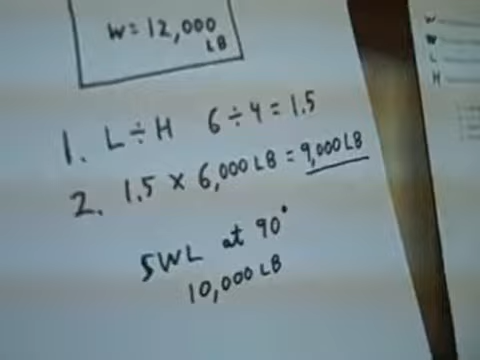 W = 12,000
LB
1. L ÷ H 6 ÷ 4 = 1.5
2. 1.5 × 6,000 LB = 9,000 LB
SWL at 90°
10,000 LB
W
W
L
H